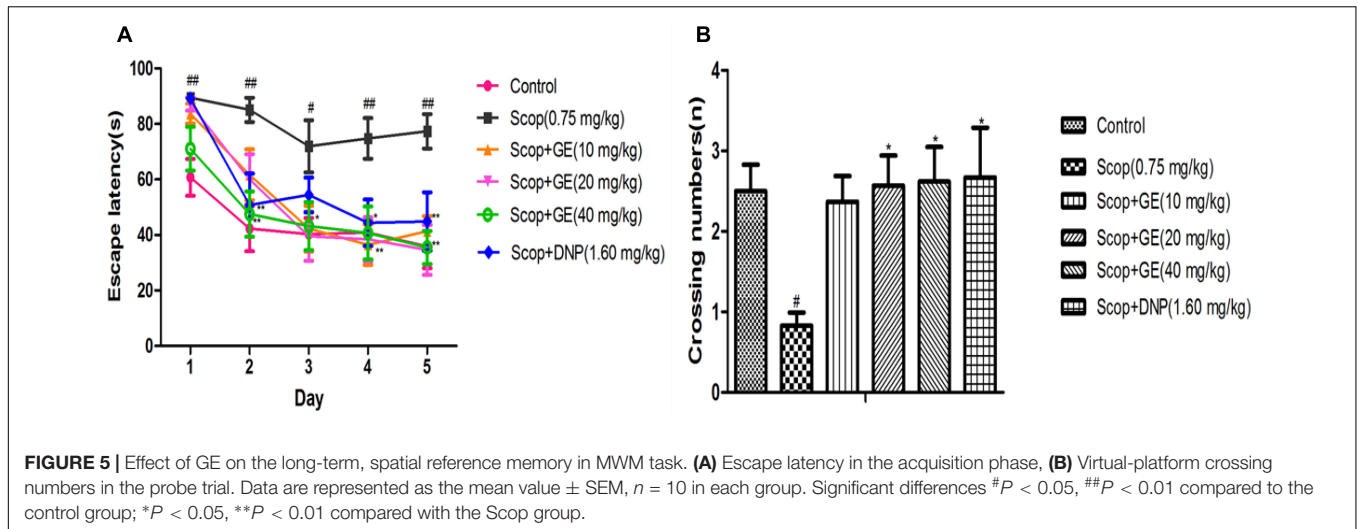 A
Escape latency(s)
100
80
60
40
20
0
## ## # ## ##
** ** * * ** ** **
1 2 3 4 5
Day
Control
Scop(0.75 mg/kg)
Scop+GE(10 mg/kg)
Scop+GE(20 mg/kg)
Scop+GE(40 mg/kg)
Scop+DNP(1.60 mg/kg)
B
Crossing numbers(n)
4
3
2
1
0
# * * *
Control
Scop(0.75 mg/kg)
Scop+GE(10 mg/kg)
Scop+GE(20 mg/kg)
Scop+GE(40 mg/kg)
Scop+DNP(1.60 mg/kg)
FIGURE 5 | Effect of GE on the long-term, spatial reference memory in MWM task. (A) Escape latency in the acquisition phase, (B) Virtual-platform crossing
numbers in the probe trial. Data are represented as the mean value ± SEM, n = 10 in each group. Significant differences #P < 0.05, ##P < 0.01 compared to the
control group; *P < 0.05, **P < 0.01 compared with the Scop group.